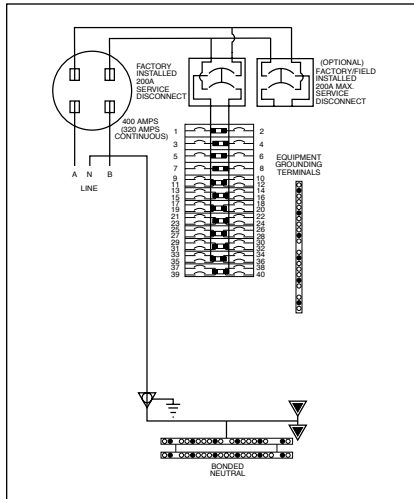 FACTORY
INSTALLED
200A
SERVICE
DISCONNECT
(OPTIONAL)
FACTORY/FIELD
INSTALLED
200A MAX.
SERVICE
DISCONNECT
400 AMPS
(320 AMPS
CONTINUOUS)
A N B
LINE
EQUIPMENT
GROUNDING
TERMINALS
1 2
3 4
5 6
7 8
9 10
11 12
13 14
15 16
17 18
19 20
21 22
23 24
25 26
27 28
29 30
31 32
33 34
35 36
37 38
39 40
BONDED
NEUTRAL